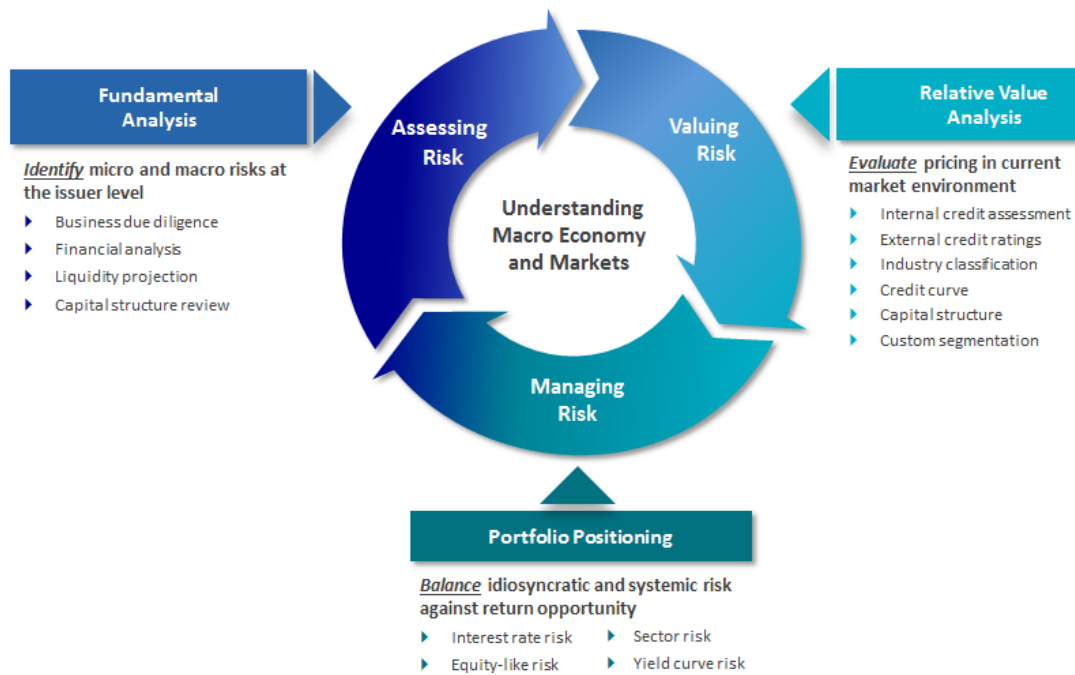 Fundamental
Analysis
Identify micro and macro risks at
the issuer level
Business due diligence
Financial analysis
Liquidity projection
Capital structure review
Assessing
Risk
Valuing
Risk
Understanding
Macro Economy
and Markets
Managing
Risk
Relative Value
Analysis
Evaluate pricing in current
market environment
Internal credit assessment
External credit ratings
Industry classification
Credit curve
Capital structure
Custom segmentation
Portfolio Positioning
Balance idiosyncratic and systemic risk
against return opportunity
Interest rate risk
Equity-like risk
Sector risk
Yield curve risk